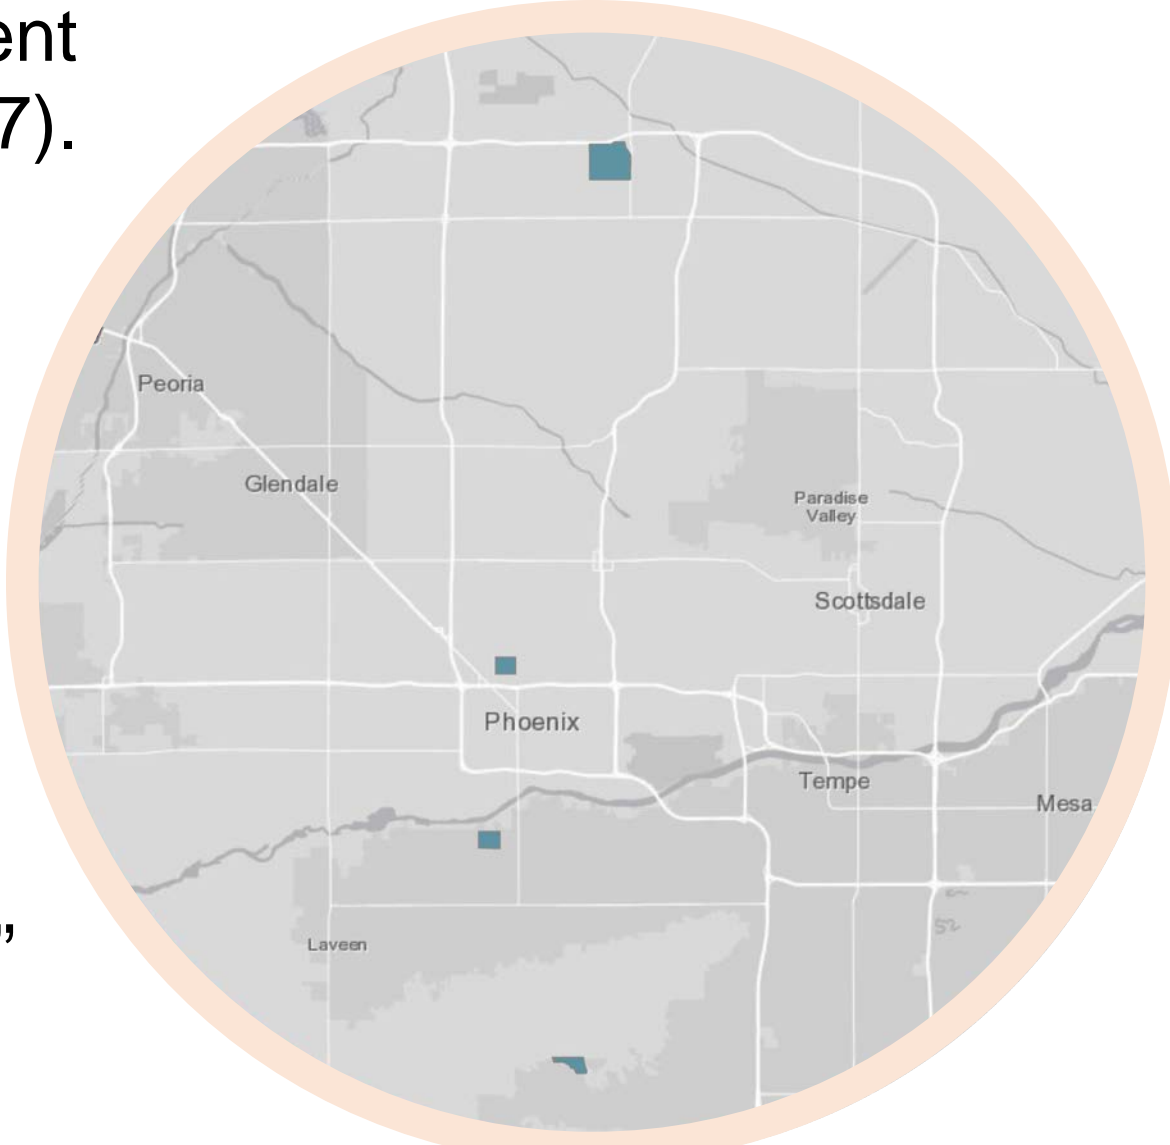 ent
7).
Peoria
Glendale
Paradise
Valley
Scottsdale
Phoenix
Tempe
Mesa
”
Laveen